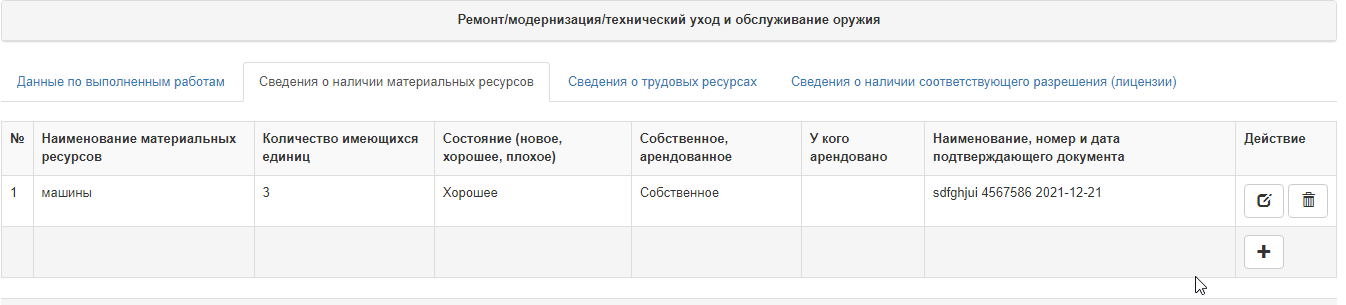 Ремонт/модернизация/технический уход и обслуживание оружия
Данные по выполненным работам
Сведения о наличии материальных ресурсов
Сведения о трудовых ресурсах
Сведения о наличии соответствующего разрешения (лицензии)
№
Наименование материальных
ресурсов
Количество имеющихся
единиц
Состояние (новое,
хорошее, плохое)
Собственное,
арендованное
У кого
арендовано
Наименование, номер и дата
подтверждающего документа
Действие
1
машины
3
Хорошее
Собственное
sdfghjui 4567586 2021-12-21